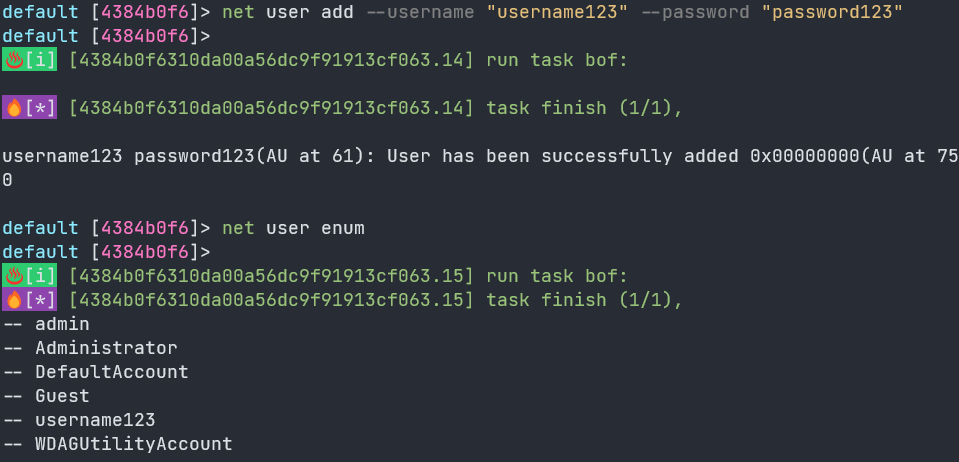 default [4384b0f6]> net user add --username "username123" --password "password123"
default [4384b0f6]>
[i] [4384b0f6310da00a56dc9f91913cf063.14] run task bof:
[*] [4384b0f6310da00a56dc9f91913cf063.14] task finish (1/1),
username123 password123(AU at 61): User has been successfully added 0x00000000(AU at 75
0
default [4384b0f6]> net user enum
default [4384b0f6]>
[i] [4384b0f6310da00a56dc9f91913cf063.15] run task bof:
[*] [4384b0f6310da00a56dc9f91913cf063.15] task finish (1/1),
-- admin
-- Administrator
-- DefaultAccount
-- Guest
-- username123
-- WDAGUtilityAccount